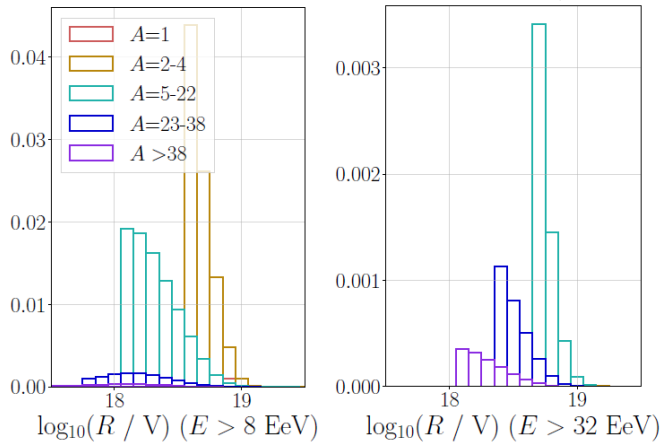 0.04
0.03
0.02
0.01
0.00
A=1
A=2-4
A=5-22
A=23-38
A >38
18
19
log₁₀(R / V) (E > 8 EeV)
0.003
0.002
0.001
0.000
18
19
log₁₀(R / V) (E > 32 EeV)